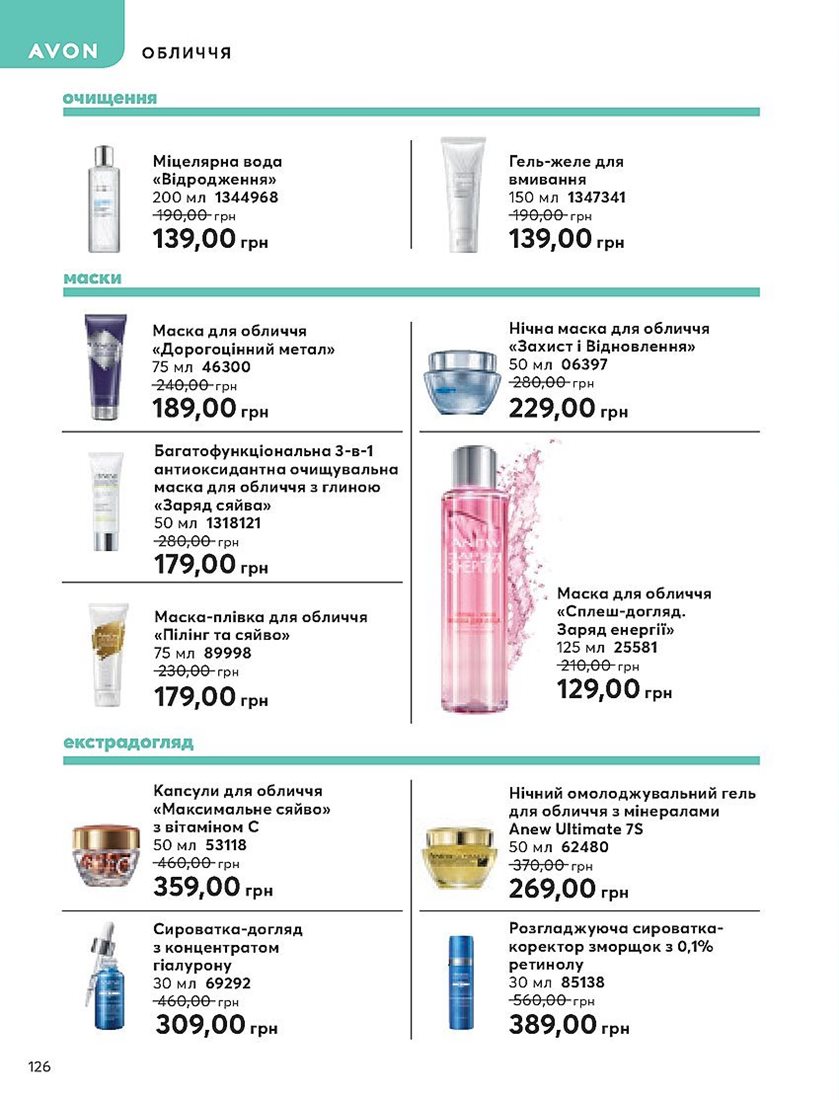 AVON
ОБЛИЧЧЯ
очищення
Міцелярна вода
«Відродження»
200 мл 1344968
190,00 грн
139,00 грн
Гель-желе для
вмивання
150 мл 1347341
190,00 грн
139,00 грн
маски
Маска для обличчя
«Дорогоцінний метал»
75 мл 46300
240,00 грн
189,00 грн
Нічна маска для обличчя
«Захист і Відновлення»
50 мл 06397
280,00 грн
229,00 грн
Багатофункціональна 3-в-1
антиоксидантна очищувальна
маска для обличчя з глиною
«Заряд сяйва»
50 мл 1318121
280,00 грн
179,00 грн
Маска-плівка для обличчя
«Пілінг та сяйво»
75 мл 89998
230,00 грн
179,00 грн
ANEW
ЗАРЯД
ЕНЕРГІЇ
Маска для обличчя
«Сплеш-догляд.
Заряд енергії»
125 мл 25581
210,00 грн
129,00 грн
екстрадогляд
Капсули для обличчя
«Максимальне сяйво»
з вітаміном С
50 мл 53118
460,00 грн
359,00 грн
Нічний омолоджувальний гель
для обличчя з мінералами
Anew Ultimate 7S
50 мл 62480
370,00 грн
269,00 грн
Сироватка-догляд
з концентратом
гіалурону
30 мл 69292
460,00 грн
309,00 грн
Розгладжуюча сироватка-
коректор зморщок з 0,1%
ретинолу
30 мл 85138
560,00 грн
389,00 грн
126